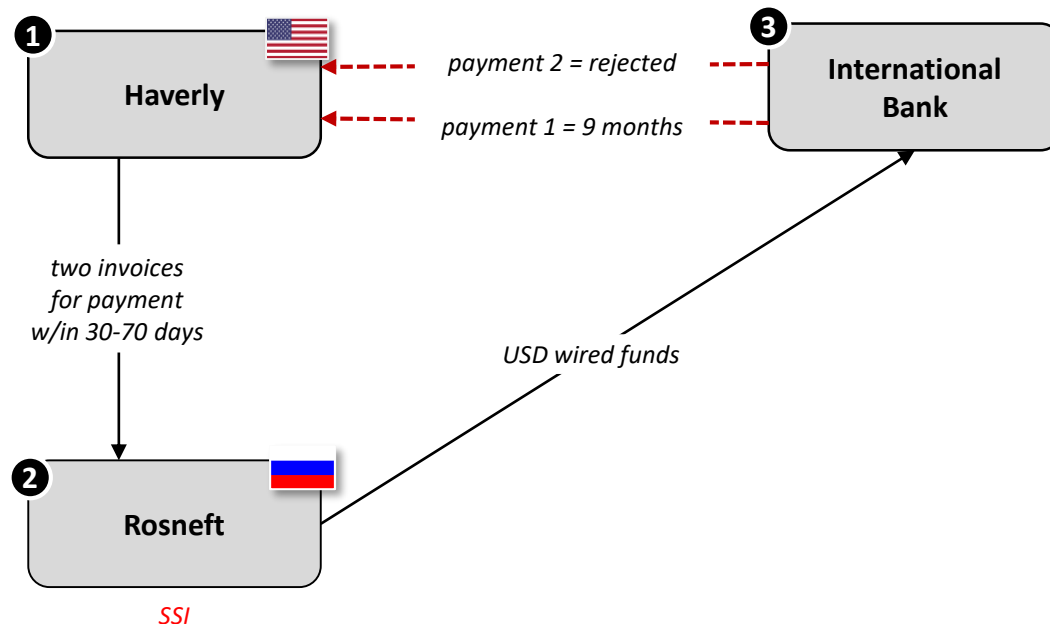 1
Haverly
3
International
Bank
payment 2 = rejected
payment 1 = 9 months
two invoices
for payment
w/in 30-70 days
USD wired funds
2
Rosneft
SSI